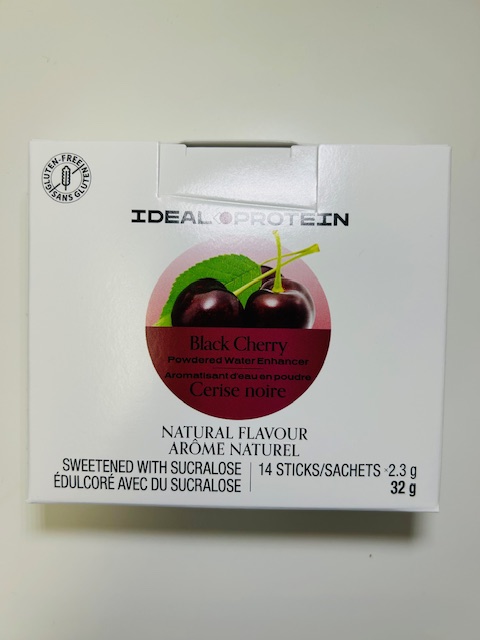 GLUTEN-FREE
SANS GLUTEN
IDEAL PROTEIN
Black Cherry
Powdered Water Enhancer
Aromatisant d'eau en poudre
Cerise noire
NATURAL FLAVOUR
ARÔME NATUREL
SWEETENED WITH SUCRALOSE
ÉDULCORÉ AVEC DU SUCRALOSE
14 STICKS/SACHETS · 2.3 g
32 g